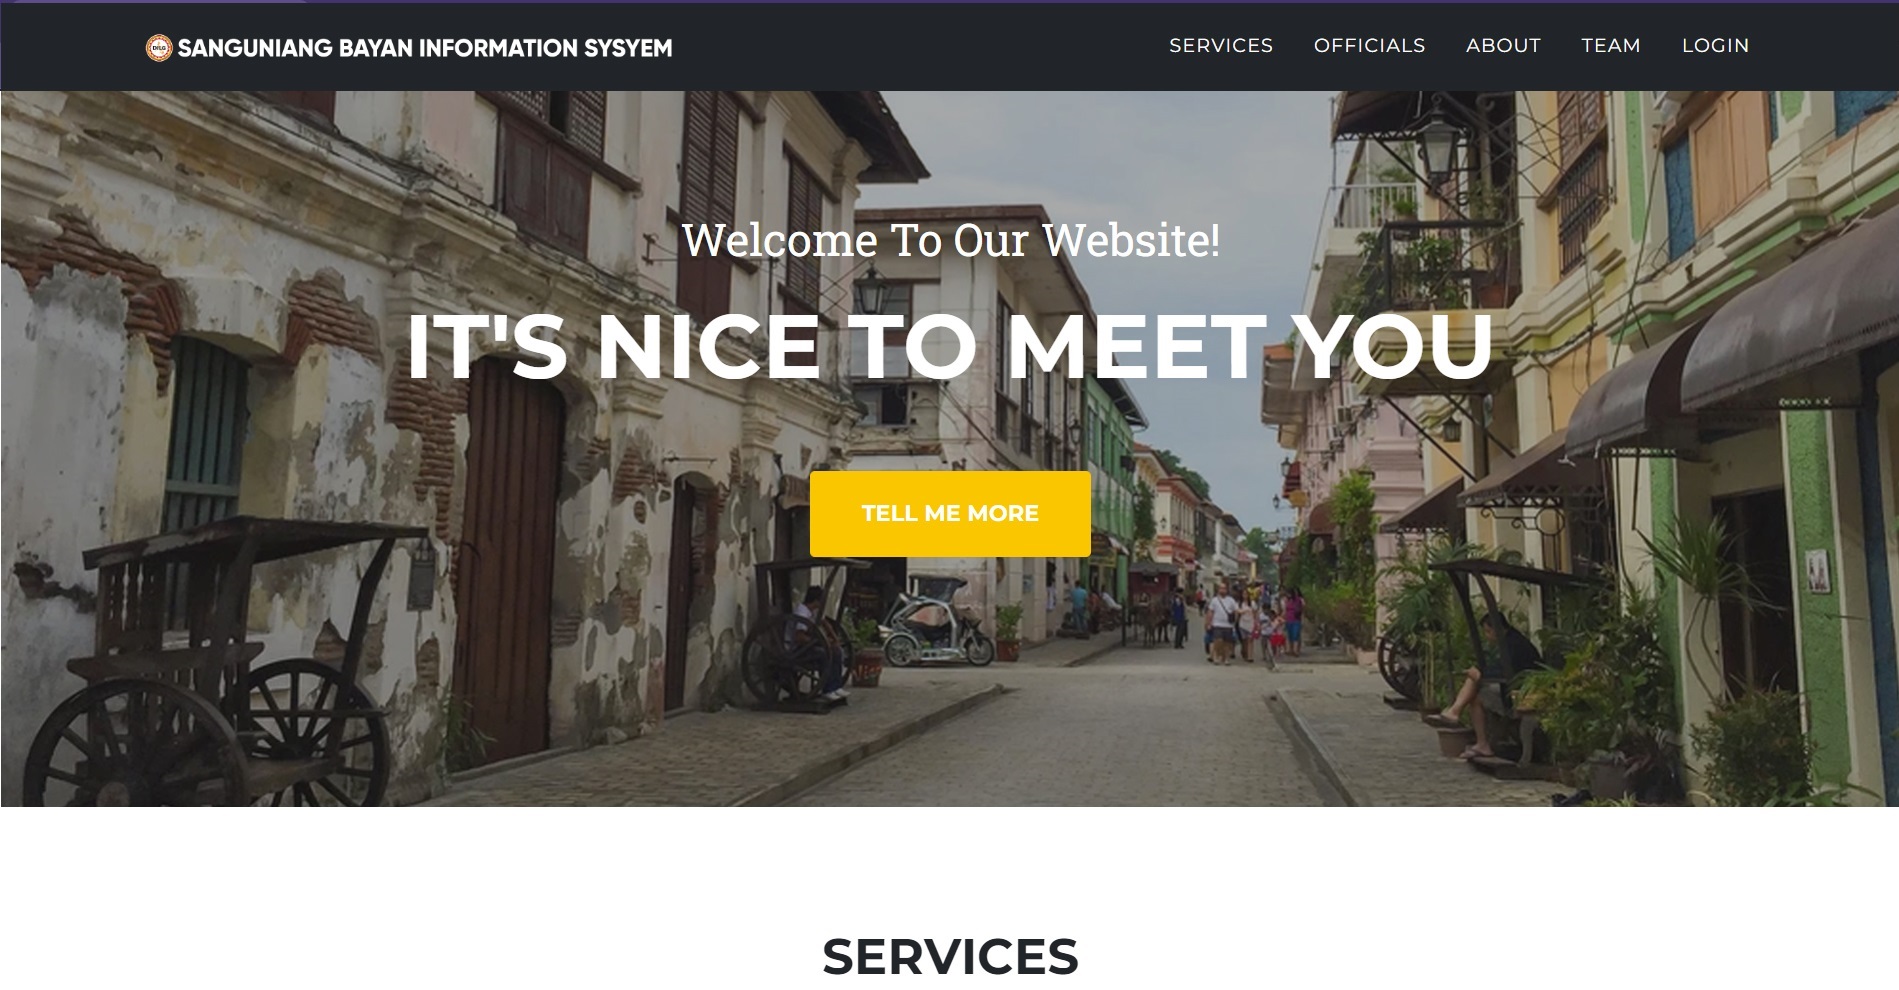 DILG SANGUNIANG BAYAN INFORMATION SYSYEM
SERVICES OFFICIALS ABOUT TEAM LOGIN
Welcome To Our Website!
IT'S NICE TO MEET YOU
TELL ME MORE
SERVICES